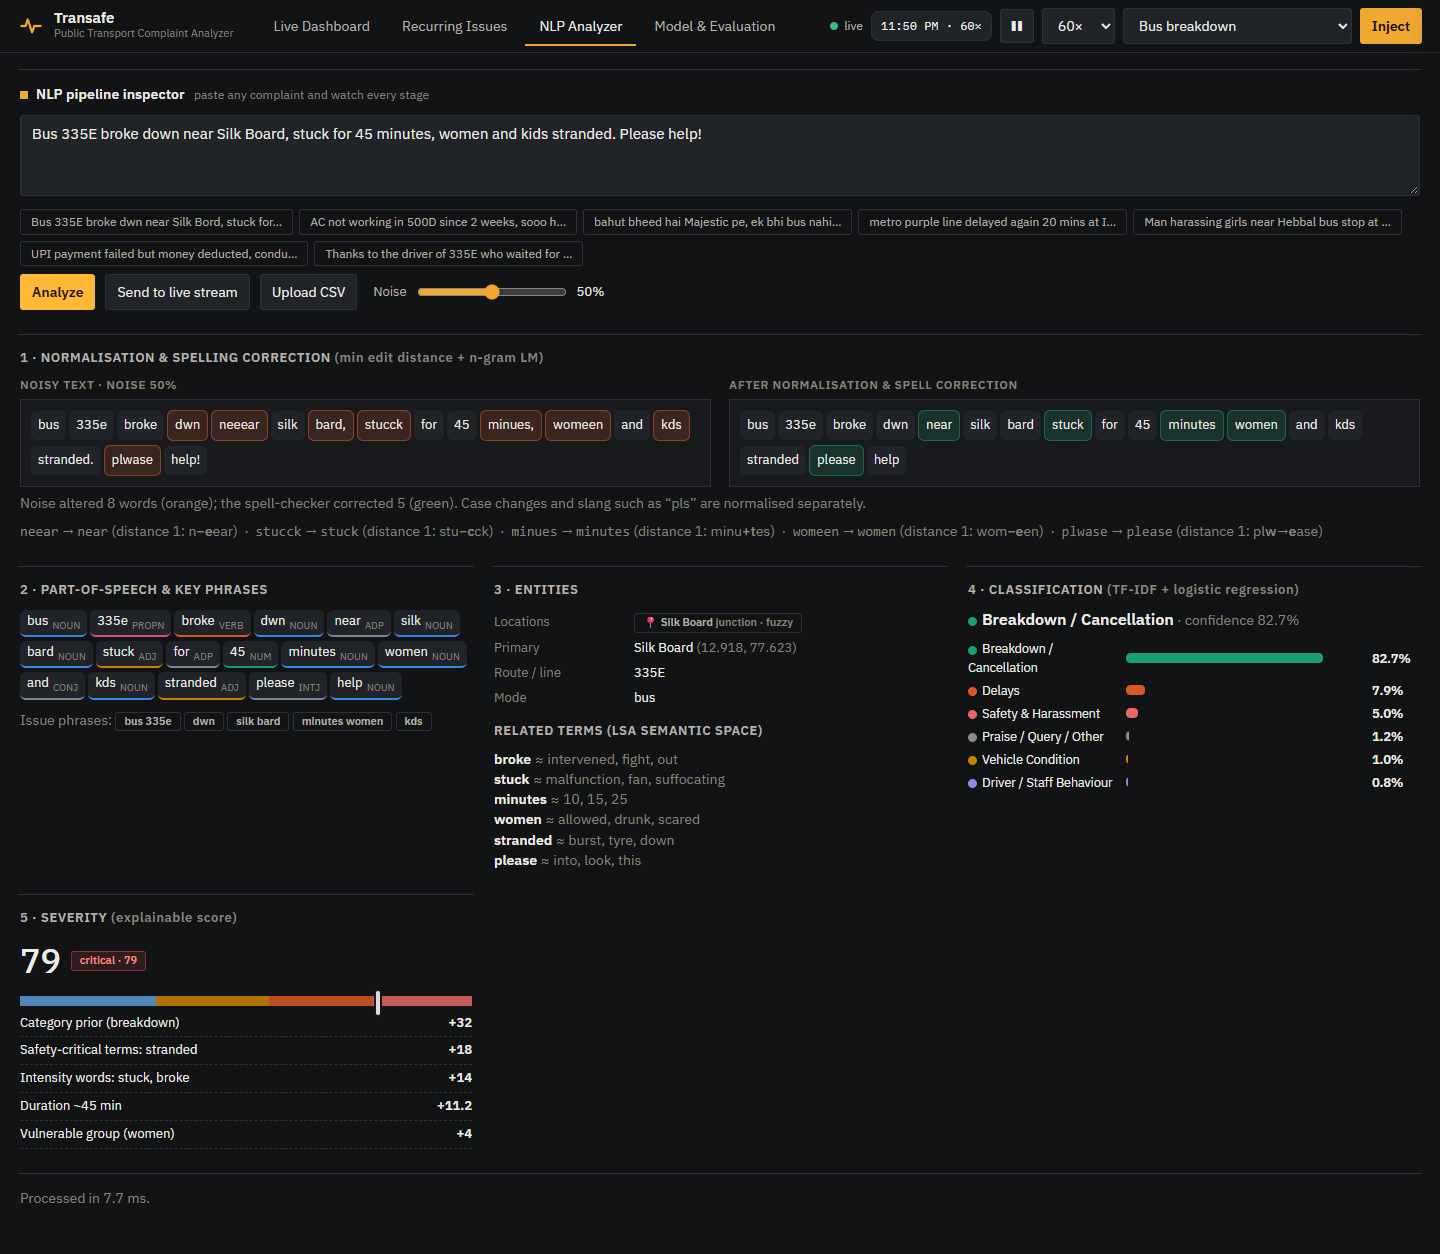 Transafe
Public Transport Complaint Analyzer
Live Dashboard Recurring Issues NLP Analyzer Model & Evaluation
live 11:50 PM · 60× 60× Bus breakdown Inject
NLP pipeline inspector paste any complaint and watch every stage
Bus 335E broke down near Silk Board, stuck for 45 minutes, women and kids stranded. Please help!
Bus 335E broke dwn near Silk Bord, stuck for... AC not working in 500D since 2 weeks, sooo h... bahut bheed hai Majestic pe, ek bhi bus nahi... metro purple line delayed again 20 mins at I... Man harassing girls near Hebbal bus stop at ...
UPI payment failed but money deducted, condu... Thanks to the driver of 335E who waited for ...
Analyze Send to live stream Upload CSV Noise 50%
1 · NORMALISATION & SPELLING CORRECTION (min edit distance + n-gram LM)
NOISY TEXT · NOISE 50%
bus 335e broke dwn neeear silk bard, stucck for 45 minues, womeen and kds
stranded. plwase help!
AFTER NORMALISATION & SPELL CORRECTION
bus 335e broke dwn near silk bard stuck for 45 minutes women and kds
stranded please help
Noise altered 8 words (orange); the spell-checker corrected 5 (green). Case changes and slang such as “pls” are normalised separately.
neear → near (distance 1: n−eear) · stucck → stuck (distance 1: stu−cck) · minues → minutes (distance 1: minu+tes) · womeen → women (distance 1: wom−een) · plwase → please (distance 1: plw→ease)
2 · PART-OF-SPEECH & KEY PHRASES
bus NOUN 335e PROPN broke VERB dwn NOUN near ADP silk NOUN
bard NOUN stuck ADJ for ADP 45 NUM minutes NOUN women NOUN
and CONJ kds NOUN stranded ADJ please INTJ help NOUN
Issue phrases: bus 335e dwn silk bard minutes women kds
3 · ENTITIES
Locations 📍 Silk Board junction · fuzzy
Primary Silk Board (12.918, 77.623)
Route / line 335E
Mode bus
RELATED TERMS (LSA SEMANTIC SPACE)
broke ≈ intervened, fight, out
stuck ≈ malfunction, fan, suffocating
minutes ≈ 10, 15, 25
women ≈ allowed, drunk, scared
stranded ≈ burst, tyre, down
please ≈ into, look, this
4 · CLASSIFICATION (TF-IDF + logistic regression)
Breakdown / Cancellation · confidence 82.7%
Breakdown /
Cancellation 82.7%
Delays 7.9%
Safety & Harassment 5.0%
Praise / Query / Other 1.2%
Vehicle Condition 1.0%
Driver / Staff Behaviour 0.8%
5 · SEVERITY (explainable score)
79 critical · 79
Category prior (breakdown) +32
Safety-critical terms: stranded +18
Intensity words: stuck, broke +14
Duration ~45 min +11.2
Vulnerable group (women) +4
Processed in 7.7 ms.